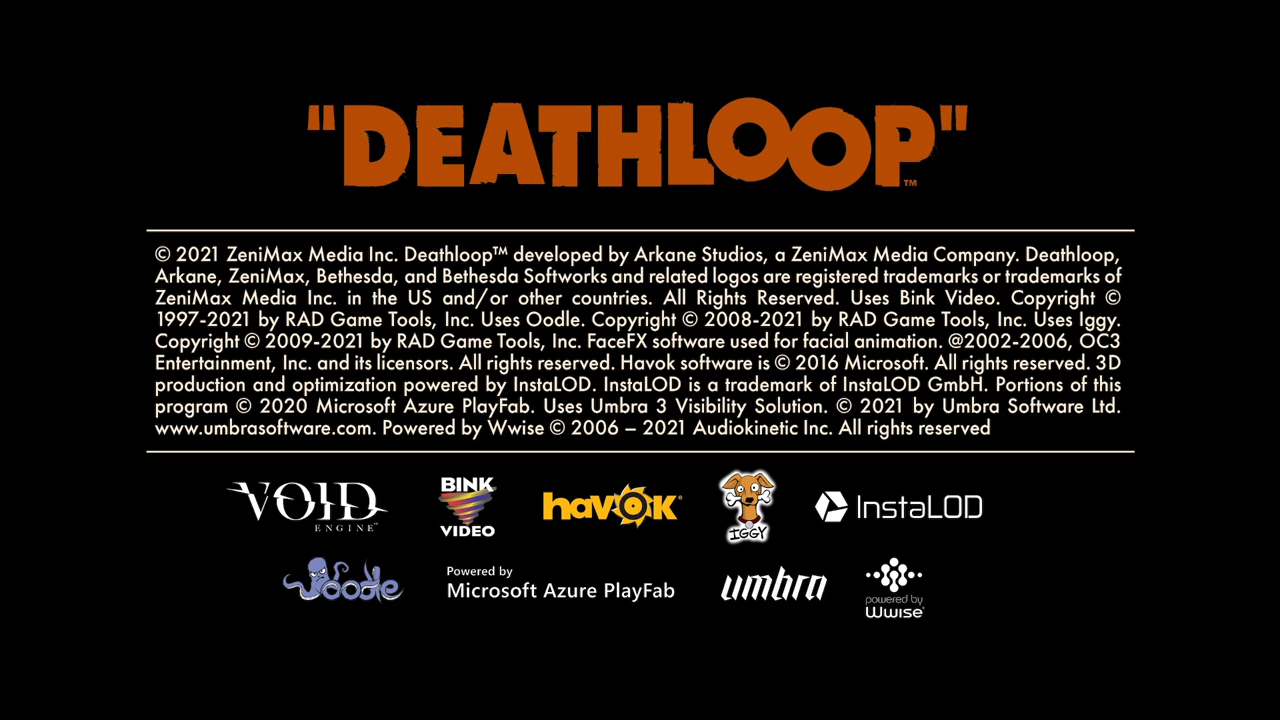 "DEATHLOOP"™
© 2021 ZeniMax Media Inc. Deathloop™ developed by Arkane Studios, a ZeniMax Media Company. Deathloop,
Arkane, ZeniMax, Bethesda, and Bethesda Softworks and related logos are registered trademarks or trademarks of
ZeniMax Media Inc. in the US and/or other countries. All Rights Reserved. Uses Bink Video. Copyright ©
1997-2021 by RAD Game Tools, Inc. Uses Oodle. Copyright © 2008-2021 by RAD Game Tools, Inc. Uses Iggy.
Copyright © 2009-2021 by RAD Game Tools, Inc. FaceFX software used for facial animation. @2002-2006, OC3
Entertainment, Inc. and its licensors. All rights reserved. Havok software is © 2016 Microsoft. All rights reserved. 3D
production and optimization powered by InstaLOD. InstaLOD is a trademark of InstaLOD GmbH. Portions of this
program © 2020 Microsoft Azure PlayFab. Uses Umbra 3 Visibility Solution. © 2021 by Umbra Software Ltd.
www.umbrasoftware.com. Powered by Wwise © 2006 – 2021 Audiokinetic Inc. All rights reserved
VOID
ENGINE™
BINK
VIDEO
havok®
IGGY
InstaLOD
oodle
Powered by
Microsoft Azure PlayFab
umbra
powered by
Wwise®